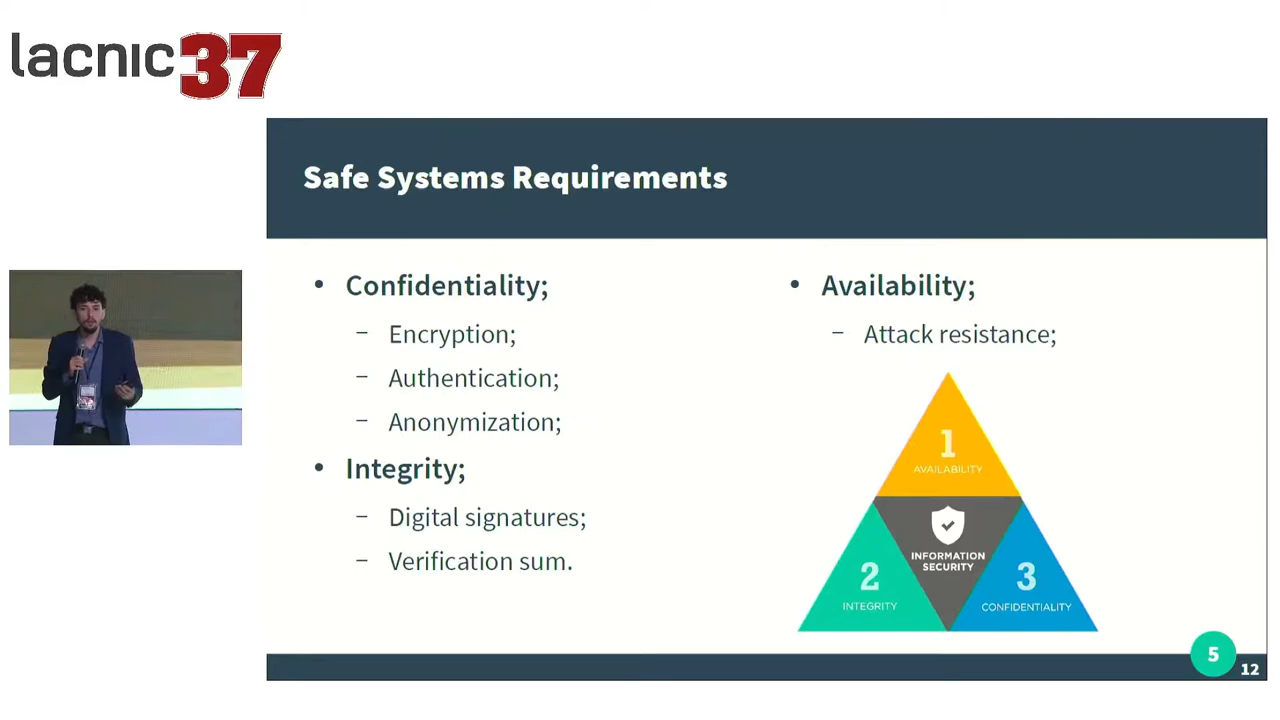 lacnic37
Safe Systems Requirements
• Confidentiality;
– Encryption;
– Authentication;
– Anonymization;
• Integrity;
– Digital signatures;
– Verification sum.
• Availability;
– Attack resistance;
1
AVAILABILITY
INFORMATION
SECURITY
2
INTEGRITY
3
CONFIDENTIALITY
5
12